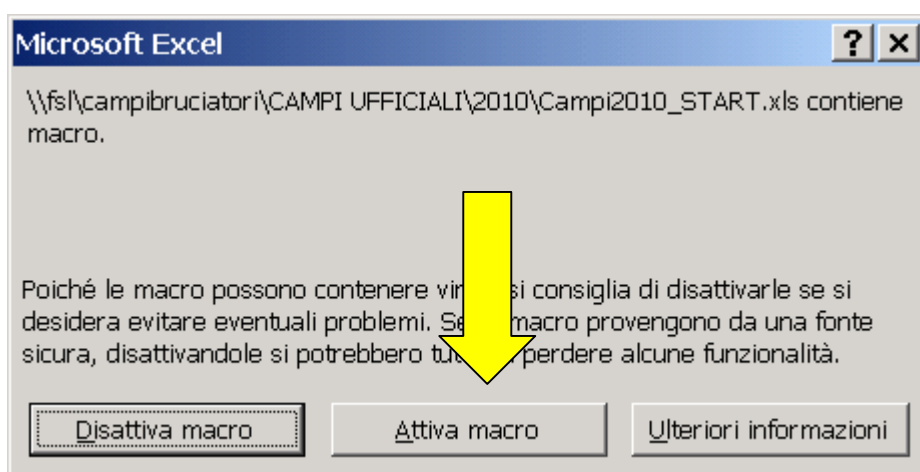 Microsoft Excel
\\fsl\campibruciatori\CAMPI UFFICIALI\2010\Campi2010_START.xls contiene
macro.
Poiché le macro possono contenere si consiglia di disattivarle se si
desidera evitare eventuali problemi. macro provengono da una fonte
sicura, disattivandole si potrebbero perdere alcune funzionalità.
Disattiva macro Attiva macro Ulteriori informazioni